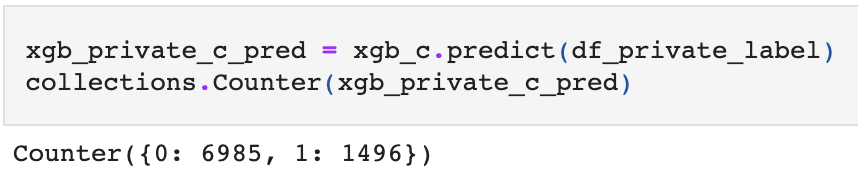 xgb_private_c_pred = xgb_c.predict(df_private_label)
collections.Counter(xgb_private_c_pred)
Counter({0: 6985, 1: 1496})